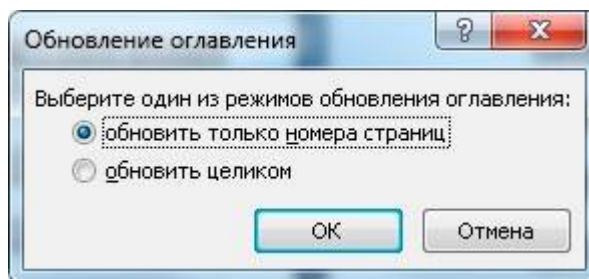 Обновление оглавления
Выберите один из режимов обновления оглавления:
обновить только номера страниц
обновить целиком
ОК
Отмена